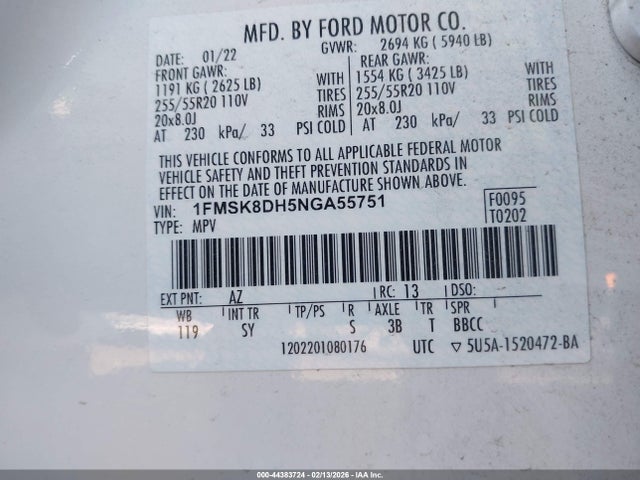 MFD. BY FORD MOTOR CO.
DATE: 01/22 GVWR: 2694 KG ( 5940 LB)
FRONT GAWR: REAR GAWR:
1191 KG ( 2625 LB) WITH 1554 KG ( 3425 LB) WITH
255/55R20 110V TIRES 255/55R20 110V TIRES
20x8.0J RIMS 20x8.0J RIMS
AT 230 kPa/ 33 PSI COLD AT 230 kPa/ 33 PSI COLD
THIS VEHICLE CONFORMS TO ALL APPLICABLE FEDERAL MOTOR
VEHICLE SAFETY AND THEFT PREVENTION STANDARDS IN
EFFECT ON THE DATE OF MANUFACTURE SHOWN ABOVE.
VIN: 1FMSK8DH5NGA55751 F0095
TYPE: MPV T0202
EXT PNT: AZ RC: 13 DSO:
WB INT TR TP/PS R AXLE TR SPR
119 SY S 3B T BBCC
1202201080176 UTC ▽ 5U5A-1520472-BA
000-44383724 - 02/13/2026 - IAA Inc.